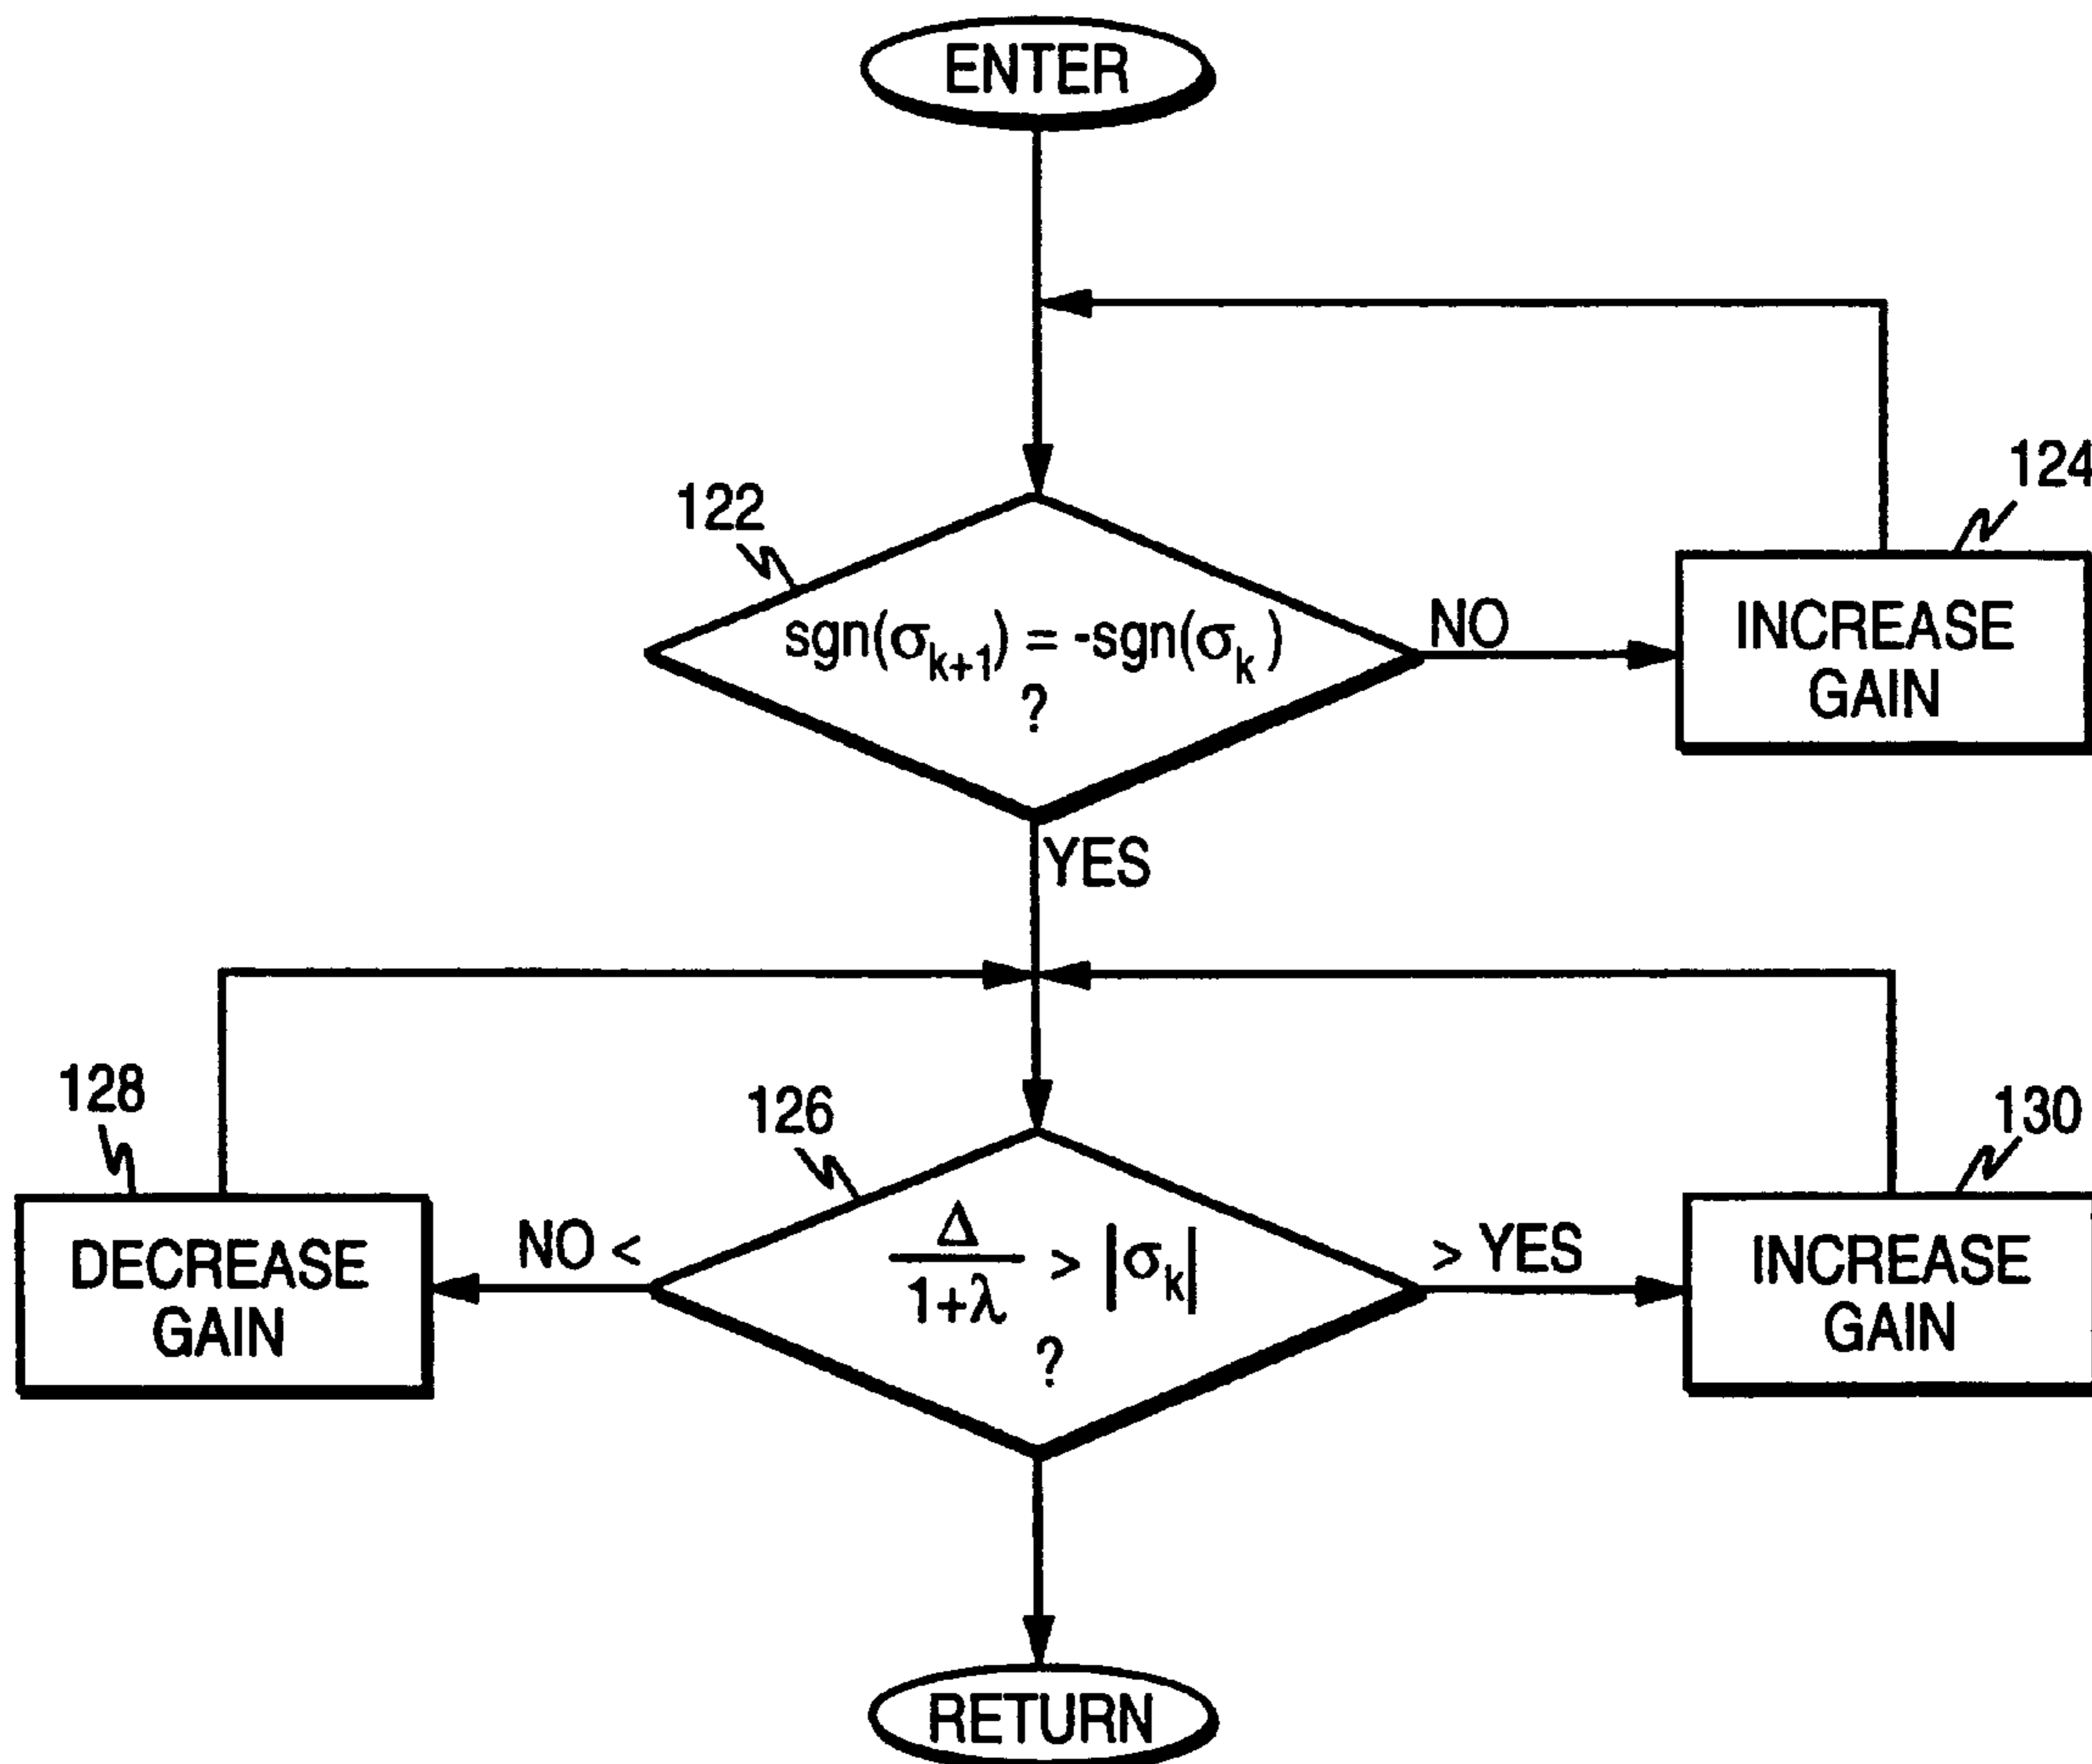 ENTER
124
122
sgn(σₖ₊₁) = -sgn(σₖ)
?
NO
INCREASE
GAIN
YES
128
126
130
DECREASE
GAIN
NO <
Δ
1+λ
> |σₖ|
?
> YES
INCREASE
GAIN
RETURN